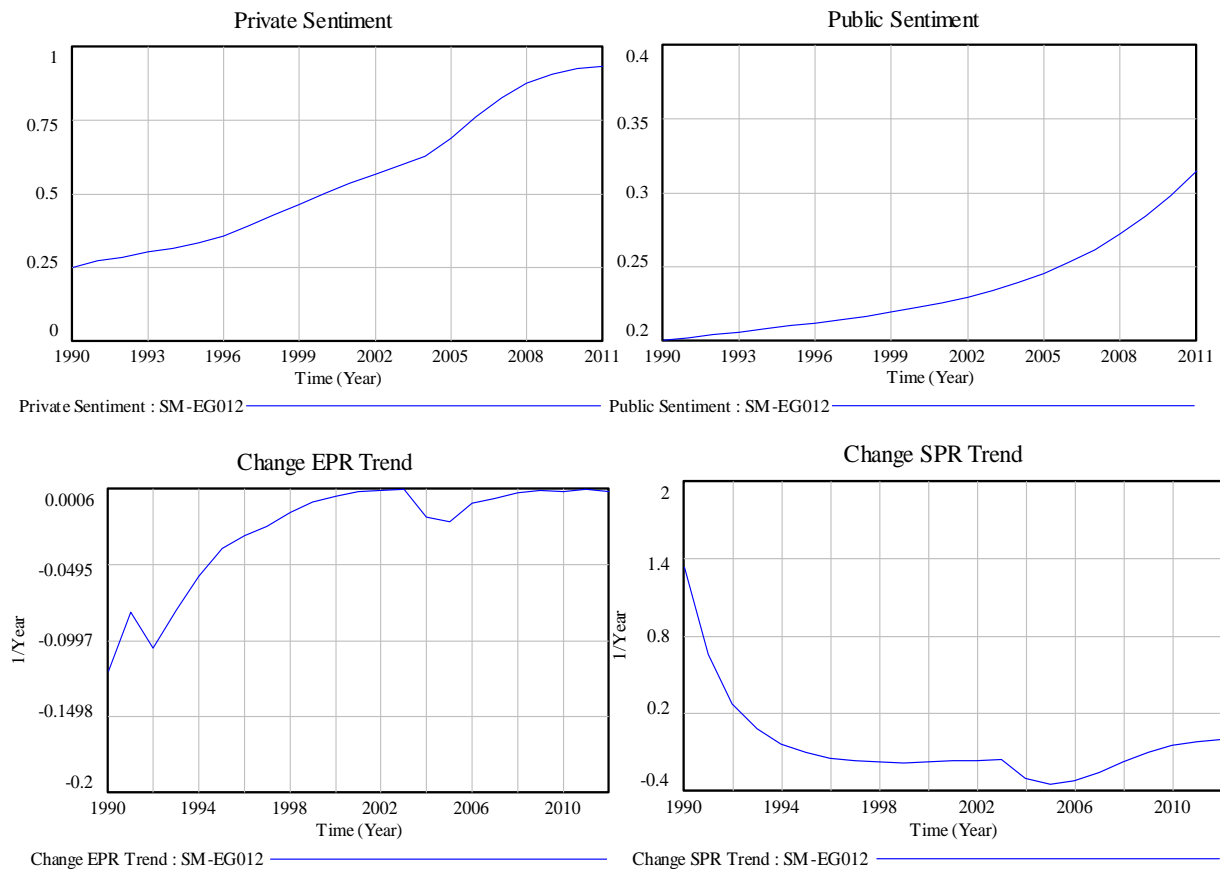 Private Sentiment
1
0.75
0.5
0.25
0
1990 1993 1996 1999 2002 2005 2008 2011
Time (Year)
Private Sentiment : SM-EG012
Public Sentiment
0.4
0.35
0.3
0.25
0.2
1990 1993 1996 1999 2002 2005 2008 2011
Time (Year)
Public Sentiment : SM-EG012
Change EPR Trend
0.0006
-0.0495
-0.0997
-0.1498
-0.2
1/Year
1990 1994 1998 2002 2006 2010
Time (Year)
Change EPR Trend : SM-EG012
Change SPR Trend
2
1.4
0.8
0.2
-0.4
1/Year
1990 1994 1998 2002 2006 2010
Time (Year)
Change SPR Trend : SM-EG012